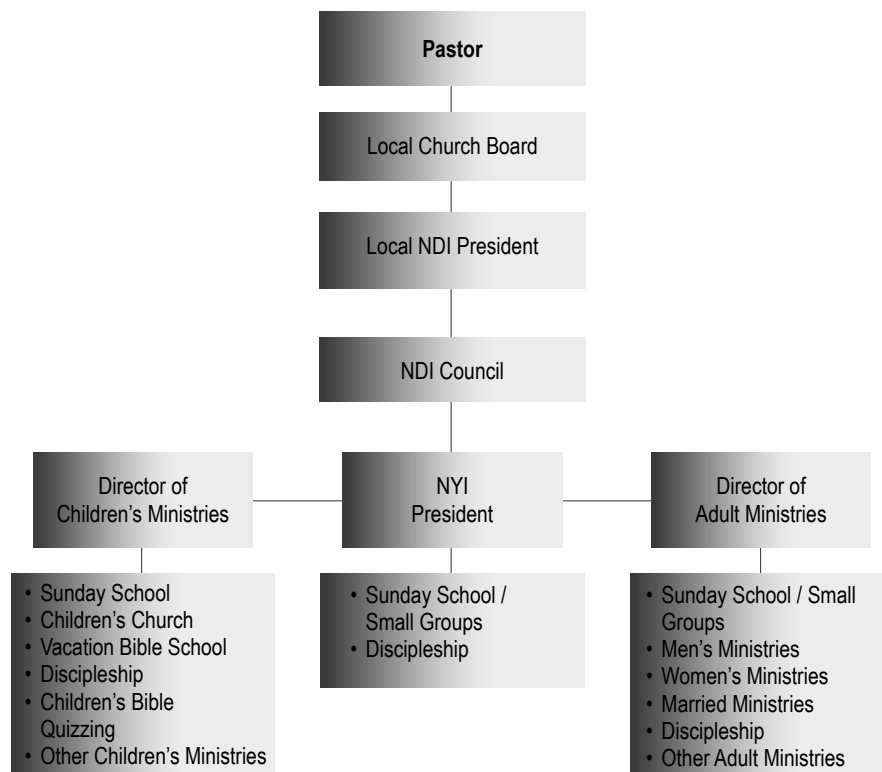 Pastor
Local Church Board
Local NDI President
NDI Council
Director of
Children's Ministries
NYI
President
Director of
Adult Ministries
• Sunday School
• Children's Church
• Vacation Bible School
• Discipleship
• Children's Bible
Quizzing
• Other Children's Ministries
• Sunday School /
Small Groups
• Discipleship
• Sunday School / Small
Groups
• Men's Ministries
• Women's Ministries
• Married Ministries
• Discipleship
• Other Adult Ministries